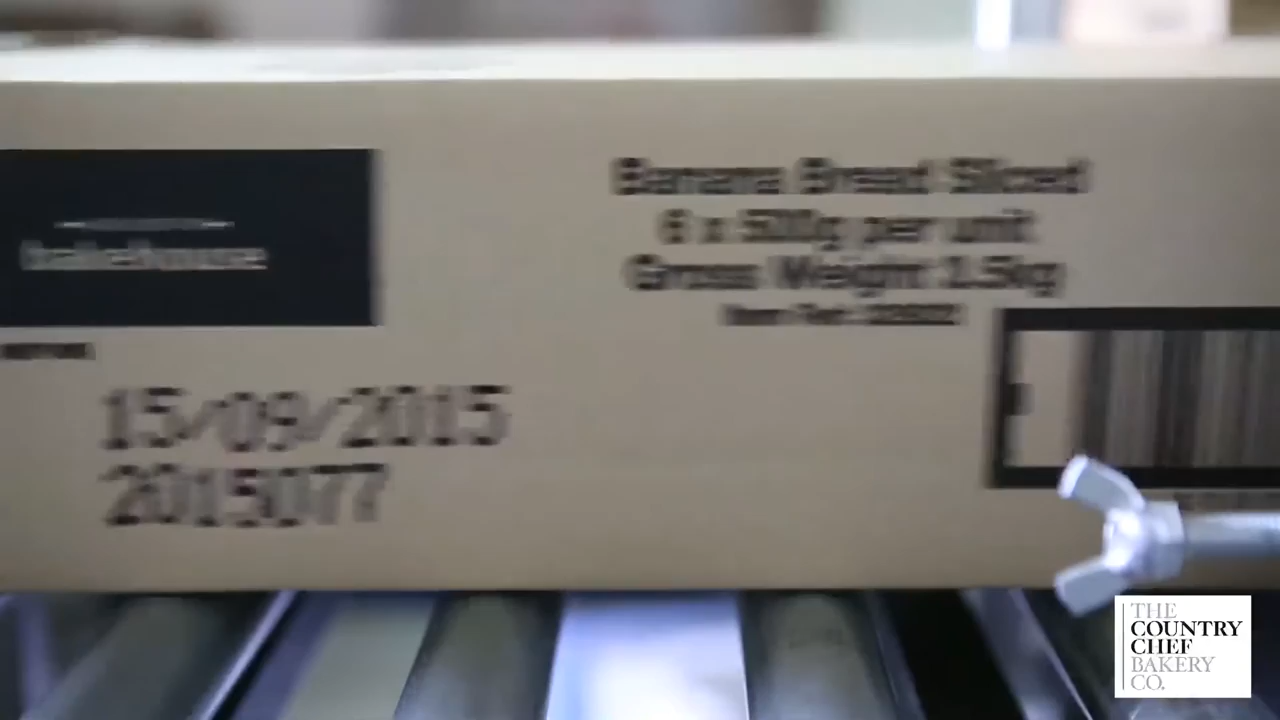 bakehouse
Banana Bread Sliced
6 x 500g per unit
Gross Weight 1.5kg
15/09/2015
2015077
THE
COUNTRY
CHEF
BAKERY
CO.